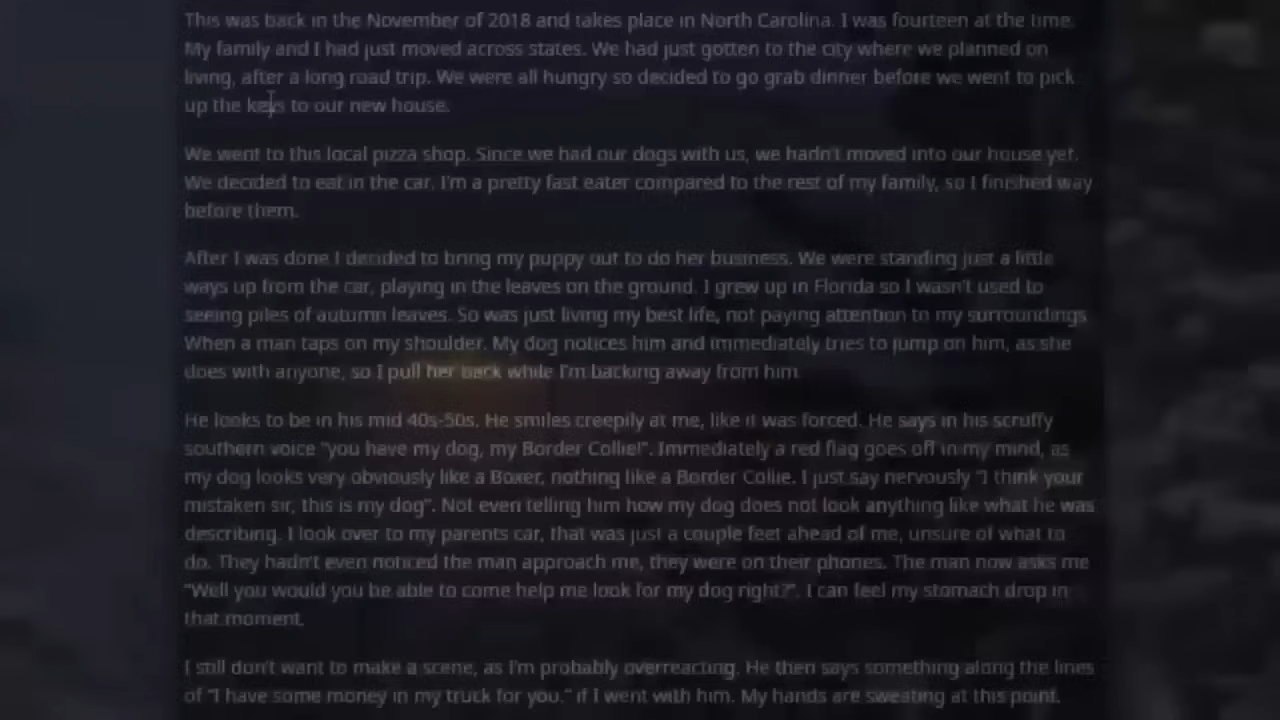 This was back in the November of 2018 and takes place in North Carolina. I was fourteen at the time.
My family and I had just moved across states. We had just gotten to the city where we planned on
living, after a long road trip. We were all hungry so decided to go grab dinner before we went to pick
up the keys to our new house.
We went to this local pizza shop. Since we had our dogs with us, we hadn't moved into our house yet.
We decided to eat in the car. I'm a pretty fast eater compared to the rest of my family, so I finished way
before them.
After I was done I decided to bring my puppy out to do her business. We were standing just a little
ways up from the car, playing in the leaves on the ground. I grew up in Florida so I wasn't used to
seeing piles of autumn leaves. So was just living my best life, not paying attention to my surroundings
When a man taps on my shoulder. My dog notices him and immediately tries to jump on him, as she
does with anyone, so I pull her back while I'm backing away from him.
He looks to be in his mid 40s-50s. He smiles creepily at me, like it was forced. He says in his scruffy
southern voice "you have my dog, my Border Collie!". Immediately a red flag goes off in my mind, as
my dog looks very obviously like a Boxer, nothing like a Border Collie. I just say nervously "I think your
mistaken sir, this is my dog". Not even telling him how my dog does not look anything like what he was
describing. I look over to my parents car, that was just a couple feet ahead of me, unsure of what to
do. They hadn't even noticed the man approach me, they were on their phones. The man now asks me
"Well you would you be able to come help me look for my dog right?". I can feel my stomach drop in
that moment.
I still don't want to make a scene, as I'm probably overreacting. He then says something along the lines
of "I have some money in my truck for you." if I went with him. My hands are sweating at this point.